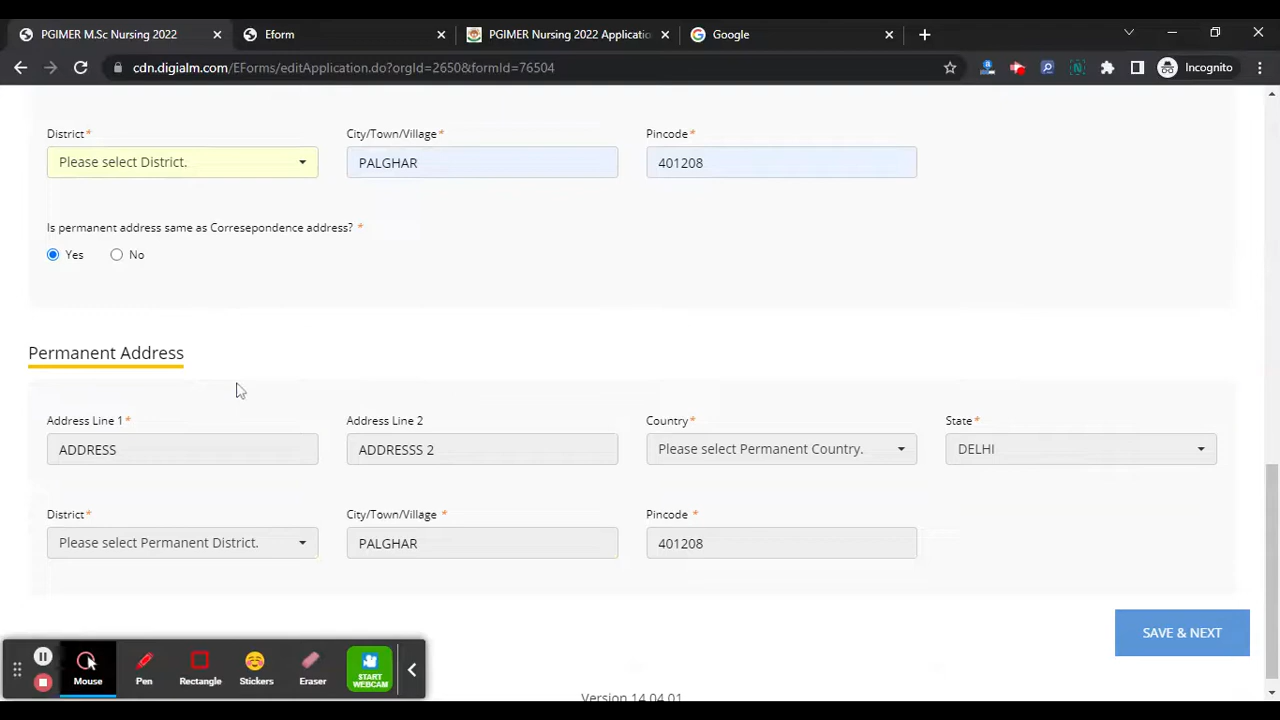 PGIMER M.Sc Nursing 2022
Eform
PGIMER Nursing 2022 Applicatio
Google
cdn.digialm.com/EForms/editApplication.do?orgId=2650&formId=76504
Incognito
District*
City/Town/Village*
Pincode*
Please select District.
PALGHAR
401208
Is permanent address same as Corresepondence address? *
Yes
No
Permanent Address
Address Line 1*
Address Line 2
Country*
State*
ADDRESS
ADDRESSS 2
Please select Permanent Country.
DELHI
District*
City/Town/Village *
Pincode *
Please select Permanent District.
PALGHAR
401208
SAVE & NEXT
Mouse
Pen
Rectangle
Stickers
Eraser
START
WEBCAM
Version 14.04.01